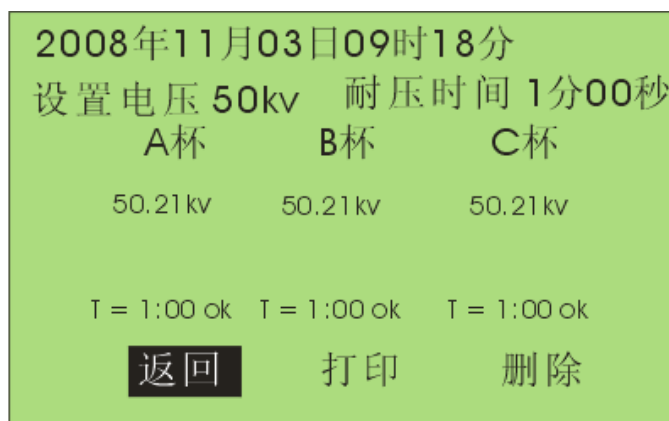 2008年11月03日09时18分
设置电压 50kv 耐压时间 1分00秒
A杯 B杯 C杯
50.21kv 50.21kv 50.21kv
T = 1:00 ok T = 1:00 ok T = 1:00 ok
返回 打印 删除